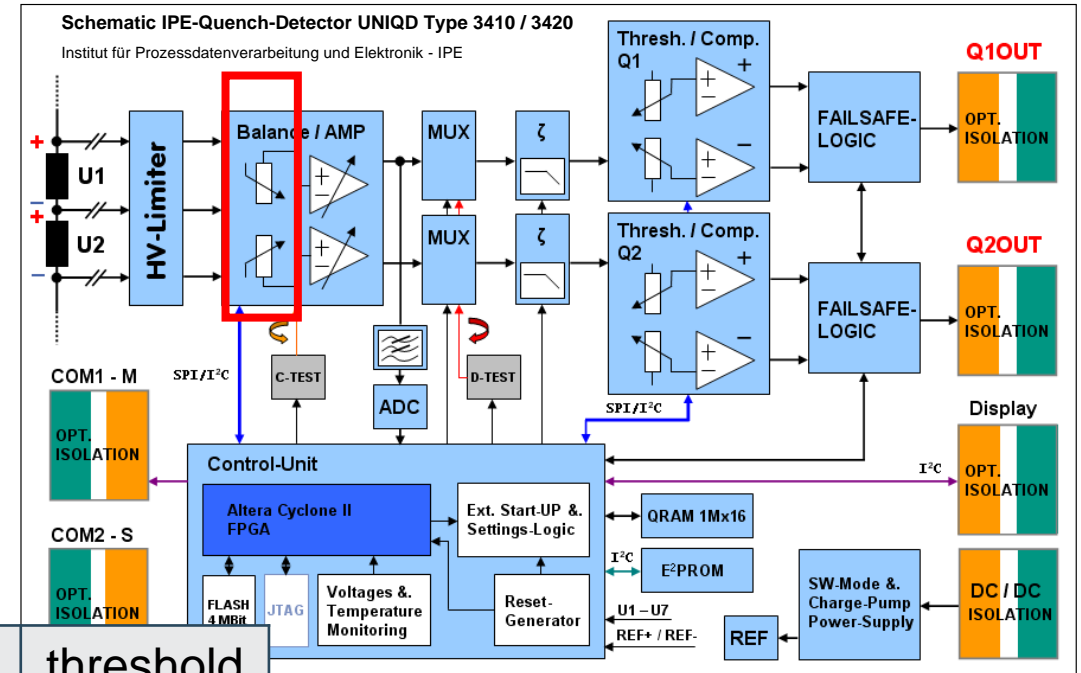 Schematic IPE-Quench-Detector UNIQD Type 3410 / 3420
Institut für Prozessdatenverarbeitung und Elektronik - IPE
Thresh. / Comp.
Q1
+
−
+
−
+
−
Q1OUT
OPT.
ISOLATION
FAILSAFE-
LOGIC
+
U1
−
+
U2
−
HV-Limiter
Balance / AMP
+
−
+
−
MUX
MUX
ζ
ζ
Thresh. / Comp.
Q2
+
−
+
−
+
−
FAILSAFE-
LOGIC
Q2OUT
OPT.
ISOLATION
SPI/I²C
C-TEST
ADC
D-TEST
SPI/I²C
COM1 - M
OPT.
ISOLATION
COM2 - S
OPT.
ISOLATION
Display
OPT.
ISOLATION
I²C
Control-Unit
Altera Cyclone II
FPGA
Ext. Start-UP &.
Settings-Logic
FLASH
4 MBit
JTAG
Voltages &.
Temperature
Monitoring
Reset-
Generator
QRAM 1Mx16
I²C
E²PROM
U1 – U7
REF+ / REF-
REF
SW-Mode &.
Charge-Pump
Power-Supply
DC / DC
ISOLATION
threshold